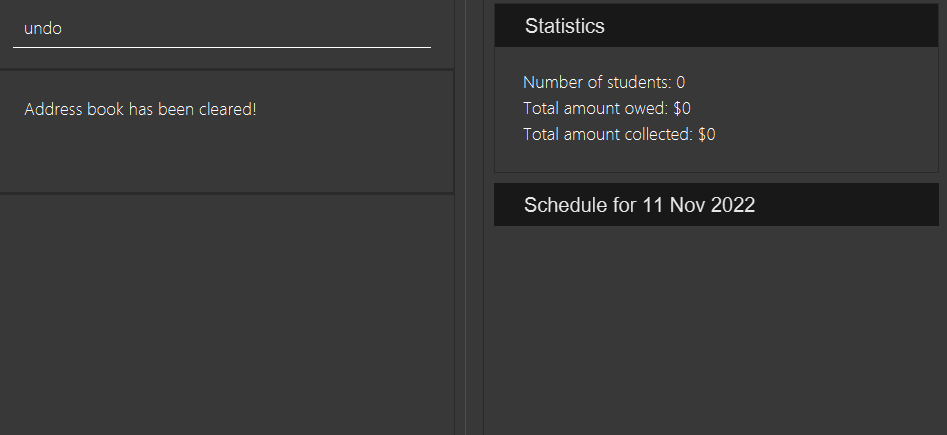 undo
Address book has been cleared!
Statistics
Number of students: 0
Total amount owed: $0
Total amount collected: $0
Schedule for 11 Nov 2022